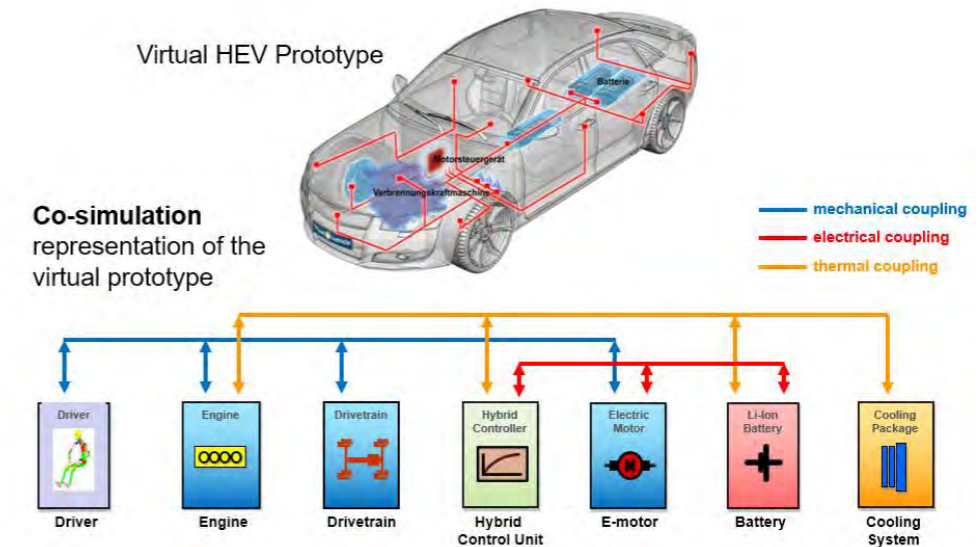 Virtual HEV Prototype
Batterie
Motorsteuergerät
Verbrennungskraftmaschine
Co-simulation
representation of the
virtual prototype
mechanical coupling
electrical coupling
thermal coupling
Driver
Engine
Drivetrain
Hybrid
Controller
Electric
Motor
Li-Ion
Battery
Cooling
Package
M
Driver
Engine
Drivetrain
Hybrid
Control Unit
E-motor
Battery
Cooling
System